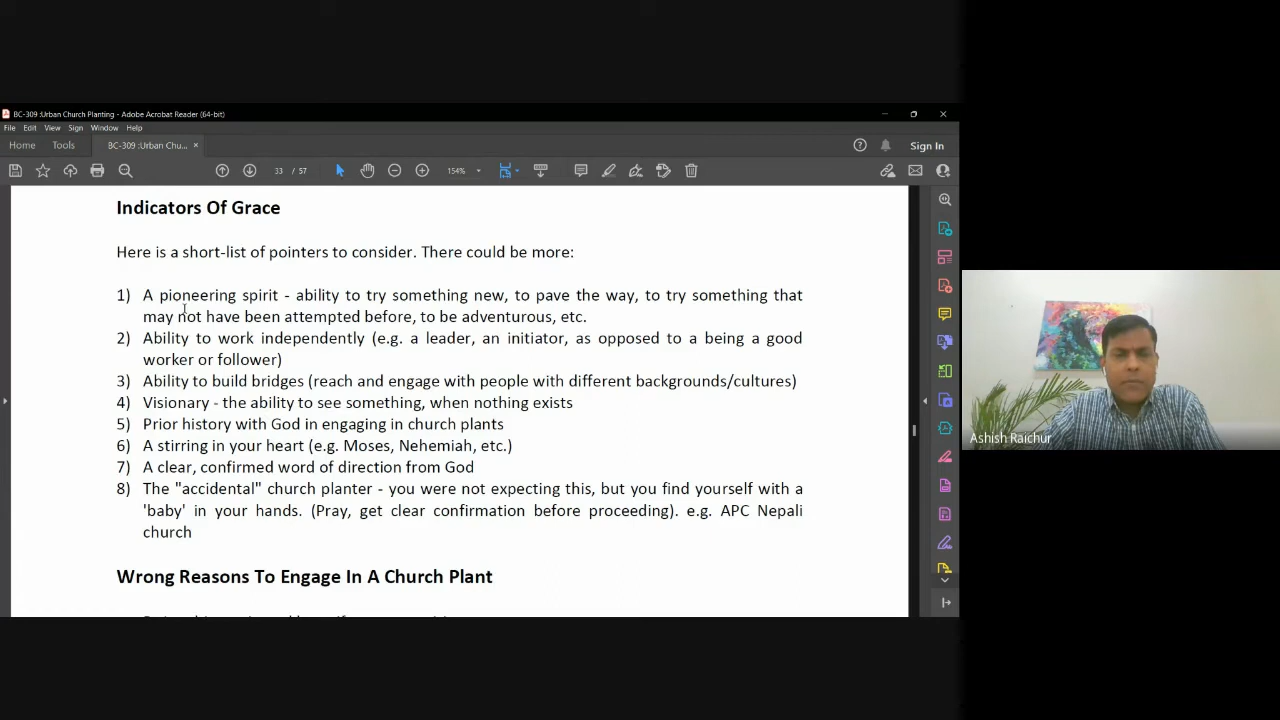 BC-309 :Urban Church Planting - Adobe Acrobat Reader (64-bit)
File Edit View Sign Window Help
Home Tools BC-309 :Urban Chu... × Sign In
33 / 57 154%
Indicators Of Grace
Here is a short-list of pointers to consider. There could be more:
1) A pioneering spirit - ability to try something new, to pave the way, to try something that
may not have been attempted before, to be adventurous, etc.
2) Ability to work independently (e.g. a leader, an initiator, as opposed to a being a good
worker or follower)
3) Ability to build bridges (reach and engage with people with different backgrounds/cultures)
4) Visionary - the ability to see something, when nothing exists
5) Prior history with God in engaging in church plants
6) A stirring in your heart (e.g. Moses, Nehemiah, etc.)
7) A clear, confirmed word of direction from God
8) The "accidental" church planter - you were not expecting this, but you find yourself with a
'baby' in your hands. (Pray, get clear confirmation before proceeding). e.g. APC Nepali
church
Wrong Reasons To Engage In A Church Plant
Ashish Raichur